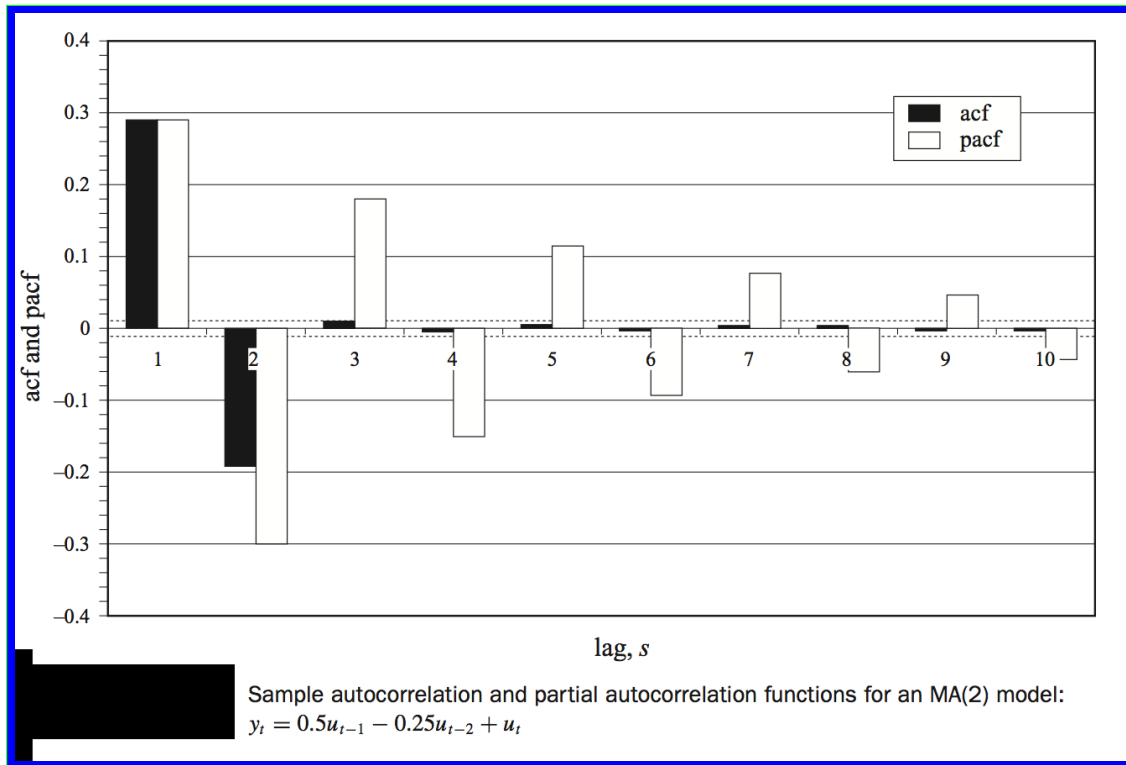 0.4
0.3
acf
pacf
0.2
0.1
0
1 2 3 4 5 6 7 8 9 10
–0.1
–0.2
–0.3
–0.4
acf and pacf
lag, s
Sample autocorrelation and partial autocorrelation functions for an MA(2) model:
yₜ = 0.5uₜ₋₁ − 0.25uₜ₋₂ + uₜ